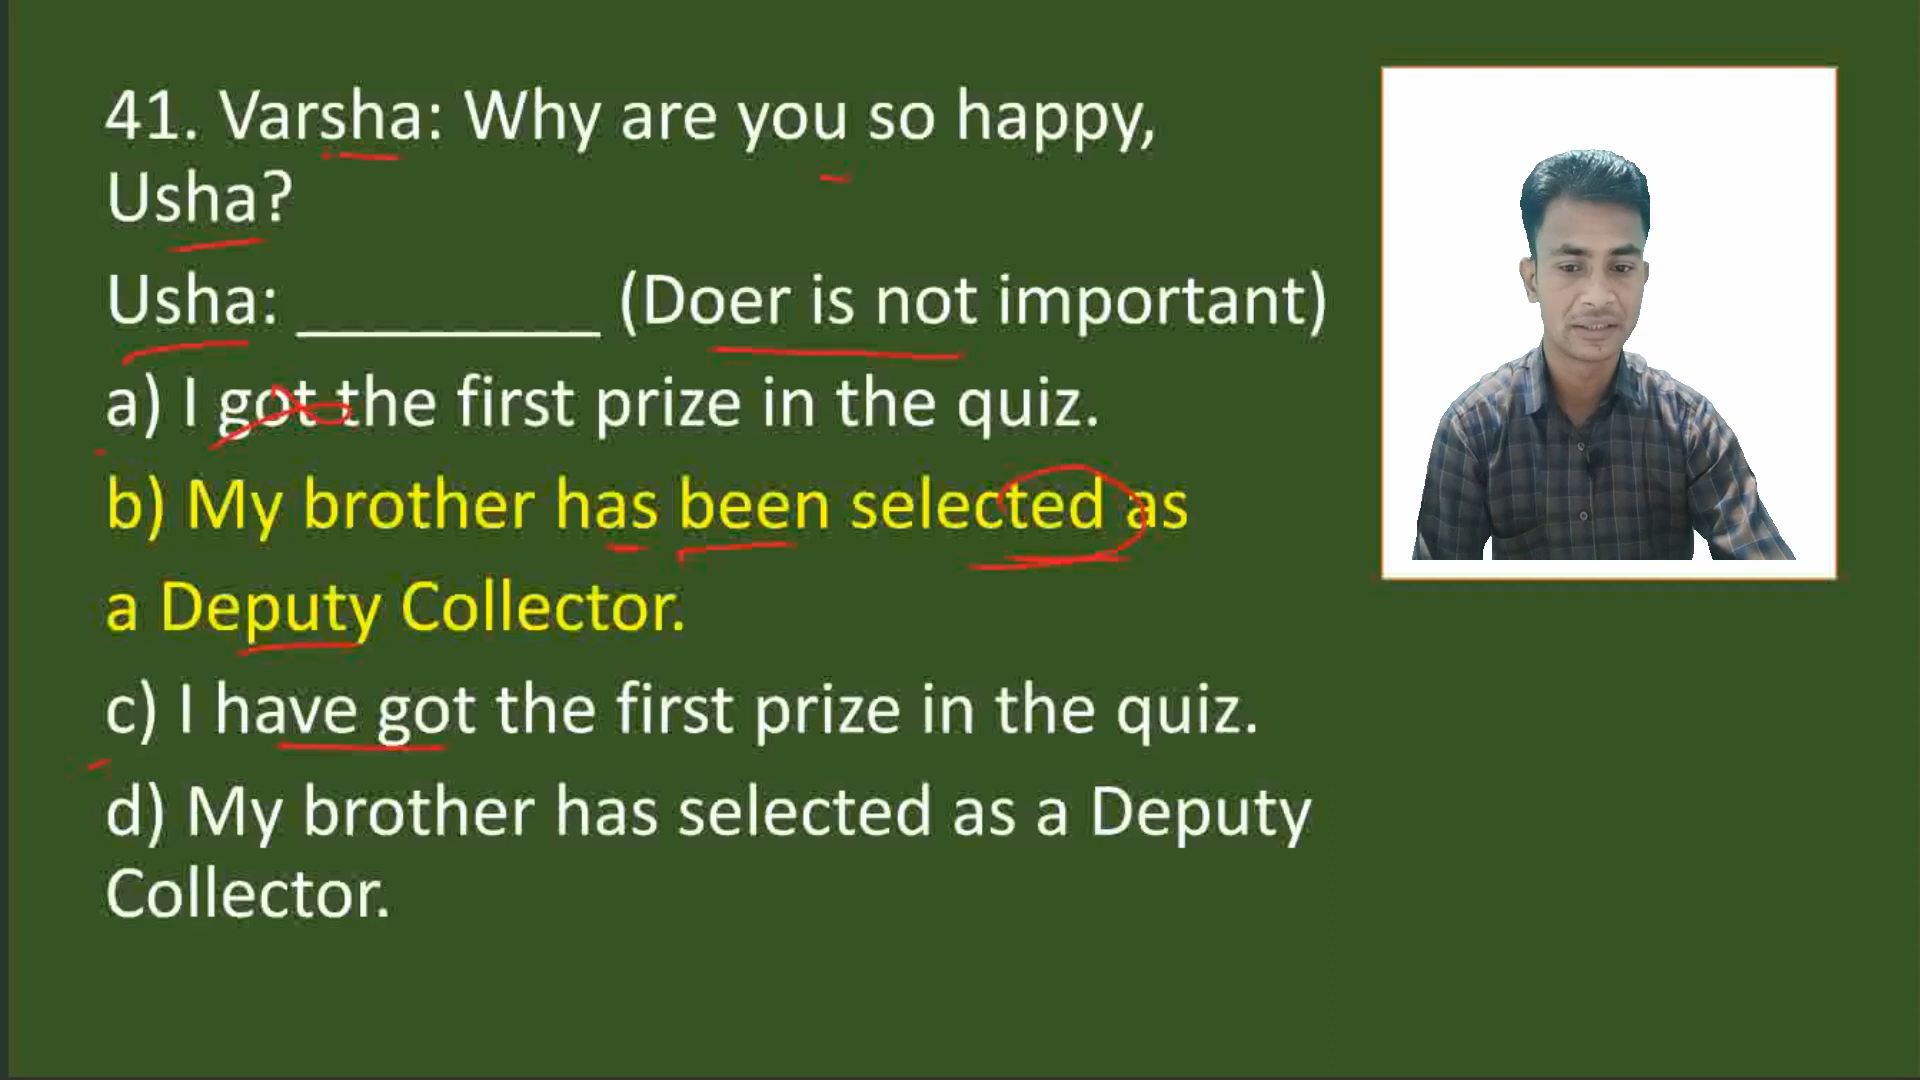 41. Varsha: Why are you so happy,
Usha?
Usha: _________ (Doer is not important)
a) I got the first prize in the quiz.
b) My brother has been selected as
a Deputy Collector.
c) I have got the first prize in the quiz.
d) My brother has selected as a Deputy
Collector.